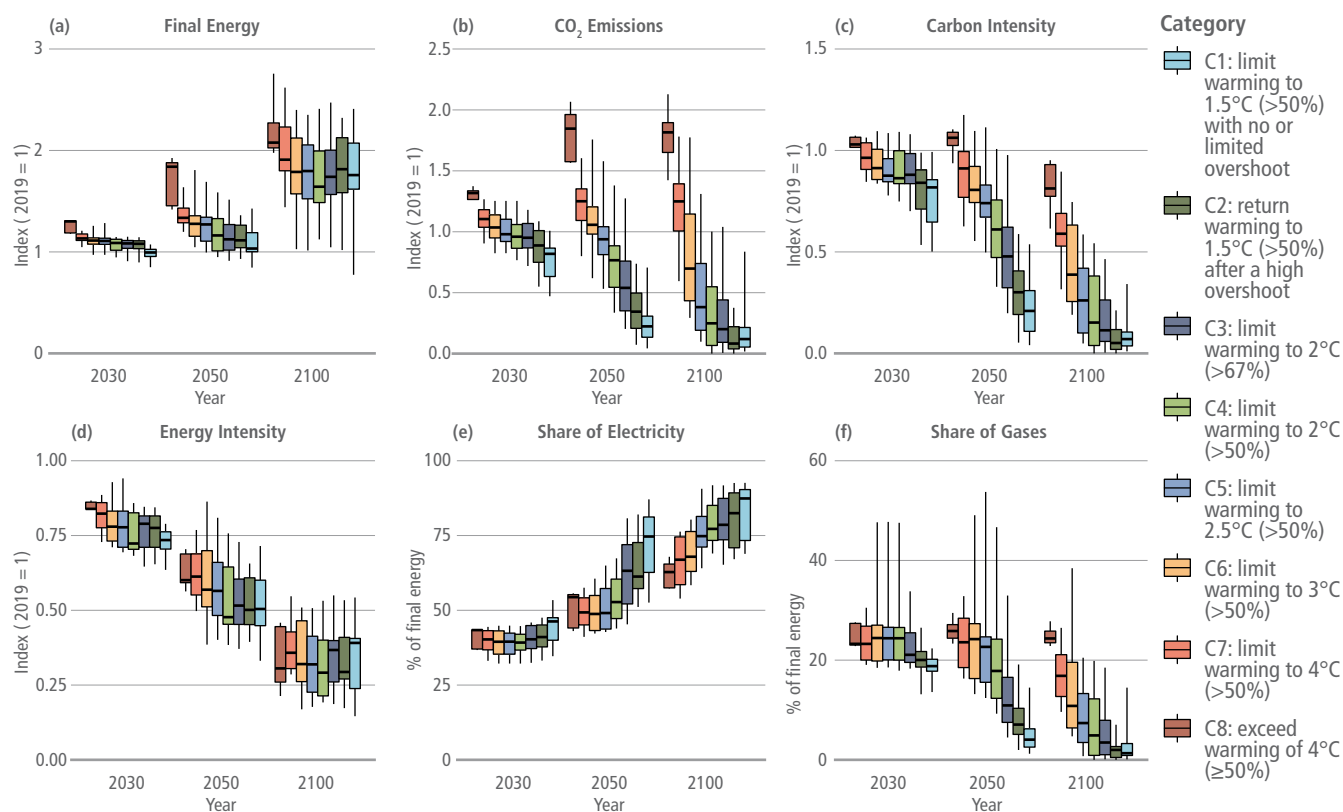 (a) Final Energy
Index ( 2019 = 1)
3
2
1
0
2030 2050 2100
Year
(b) CO₂ Emissions
Index ( 2019 = 1)
2.5
2.0
1.5
1.0
0.5
0.0
2030 2050 2100
Year
(c) Carbon Intensity
Index ( 2019 = 1)
1.5
1.0
0.5
0.0
2030 2050 2100
Year
(d) Energy Intensity
Index ( 2019 = 1)
1.00
0.75
0.50
0.25
0.00
2030 2050 2100
Year
(e) Share of Electricity
% of final energy
100
75
50
25
0
2030 2050 2100
Year
(f) Share of Gases
% of final energy
60
40
20
0
2030 2050 2100
Year
Category
C1: limit
warming to
1.5°C (>50%)
with no or
limited
overshoot
C2: return
warming to
1.5°C (>50%)
after a high
overshoot
C3: limit
warming to 2°C
(>67%)
C4: limit
warming to 2°C
(>50%)
C5: limit
warming to
2.5°C (>50%)
C6: limit
warming to 3°C
(>50%)
C7: limit
warming to 4°C
(>50%)
C8: exceed
warming of 4°C
(≥50%)